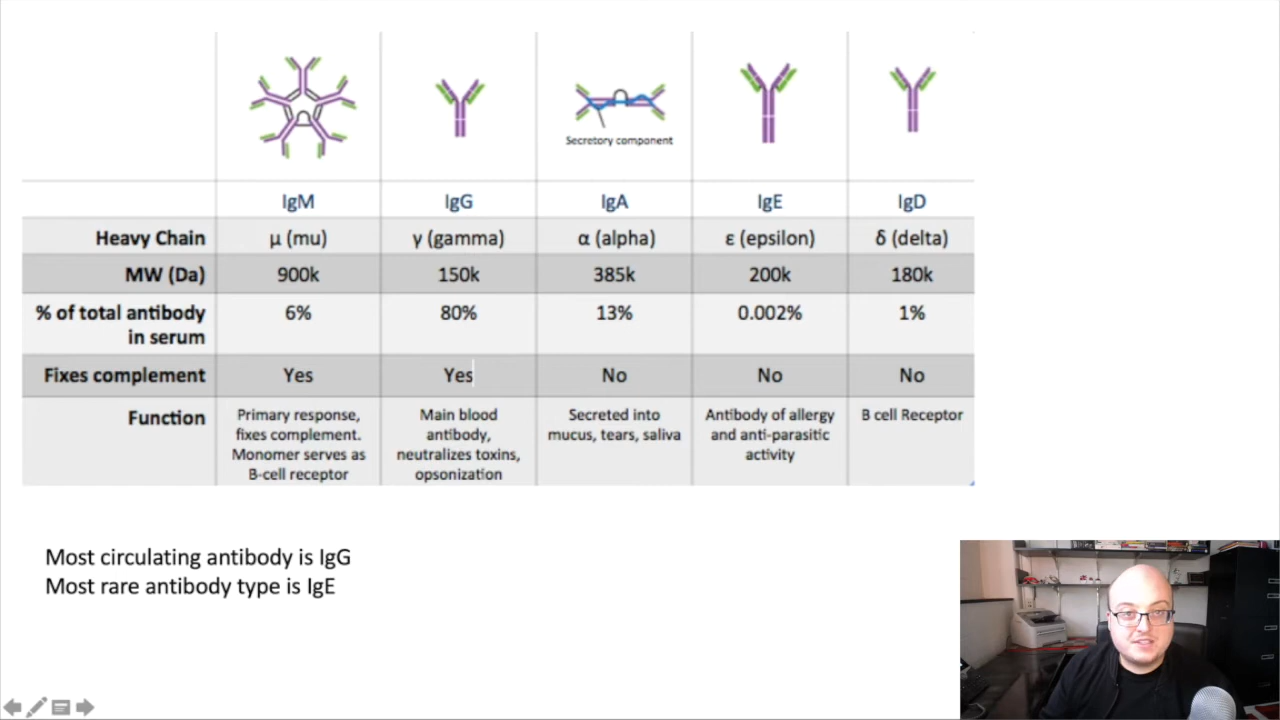 Secretory component
IgM IgG IgA IgE IgD
Heavy Chain μ (mu) γ (gamma) α (alpha) ε (epsilon) δ (delta)
MW (Da) 900k 150k 385k 200k 180k
% of total antibody
in serum 6% 80% 13% 0.002% 1%
Fixes complement Yes Yes No No No
Function
Primary response,
fixes complement.
Monomer serves as
B-cell receptor
Main blood
antibody,
neutralizes toxins,
opsonization
Secreted into
mucus, tears, saliva
Antibody of allergy
and anti-parasitic
activity
B cell Receptor
Most circulating antibody is IgG
Most rare antibody type is IgE